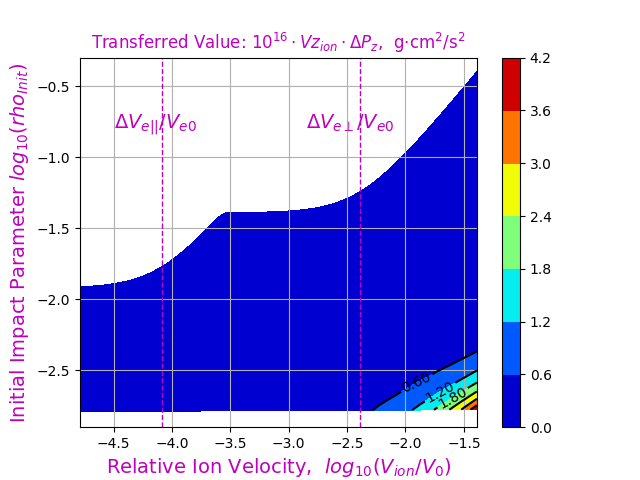 Transferred Value: 10^16 · Vz_ion · ΔP_z, g·cm²/s²
Initial Impact Parameter log_10(rho_Init)
−0.5
−1.0
−1.5
−2.0
−2.5
ΔV_e||/V_e0
ΔV_e⊥/V_e0
0.60
1.20
1.80
−4.5 −4.0 −3.5 −3.0 −2.5 −2.0 −1.5
Relative Ion Velocity, log_10(V_ion/V_0)
4.2
3.6
3.0
2.4
1.8
1.2
0.6
0.0